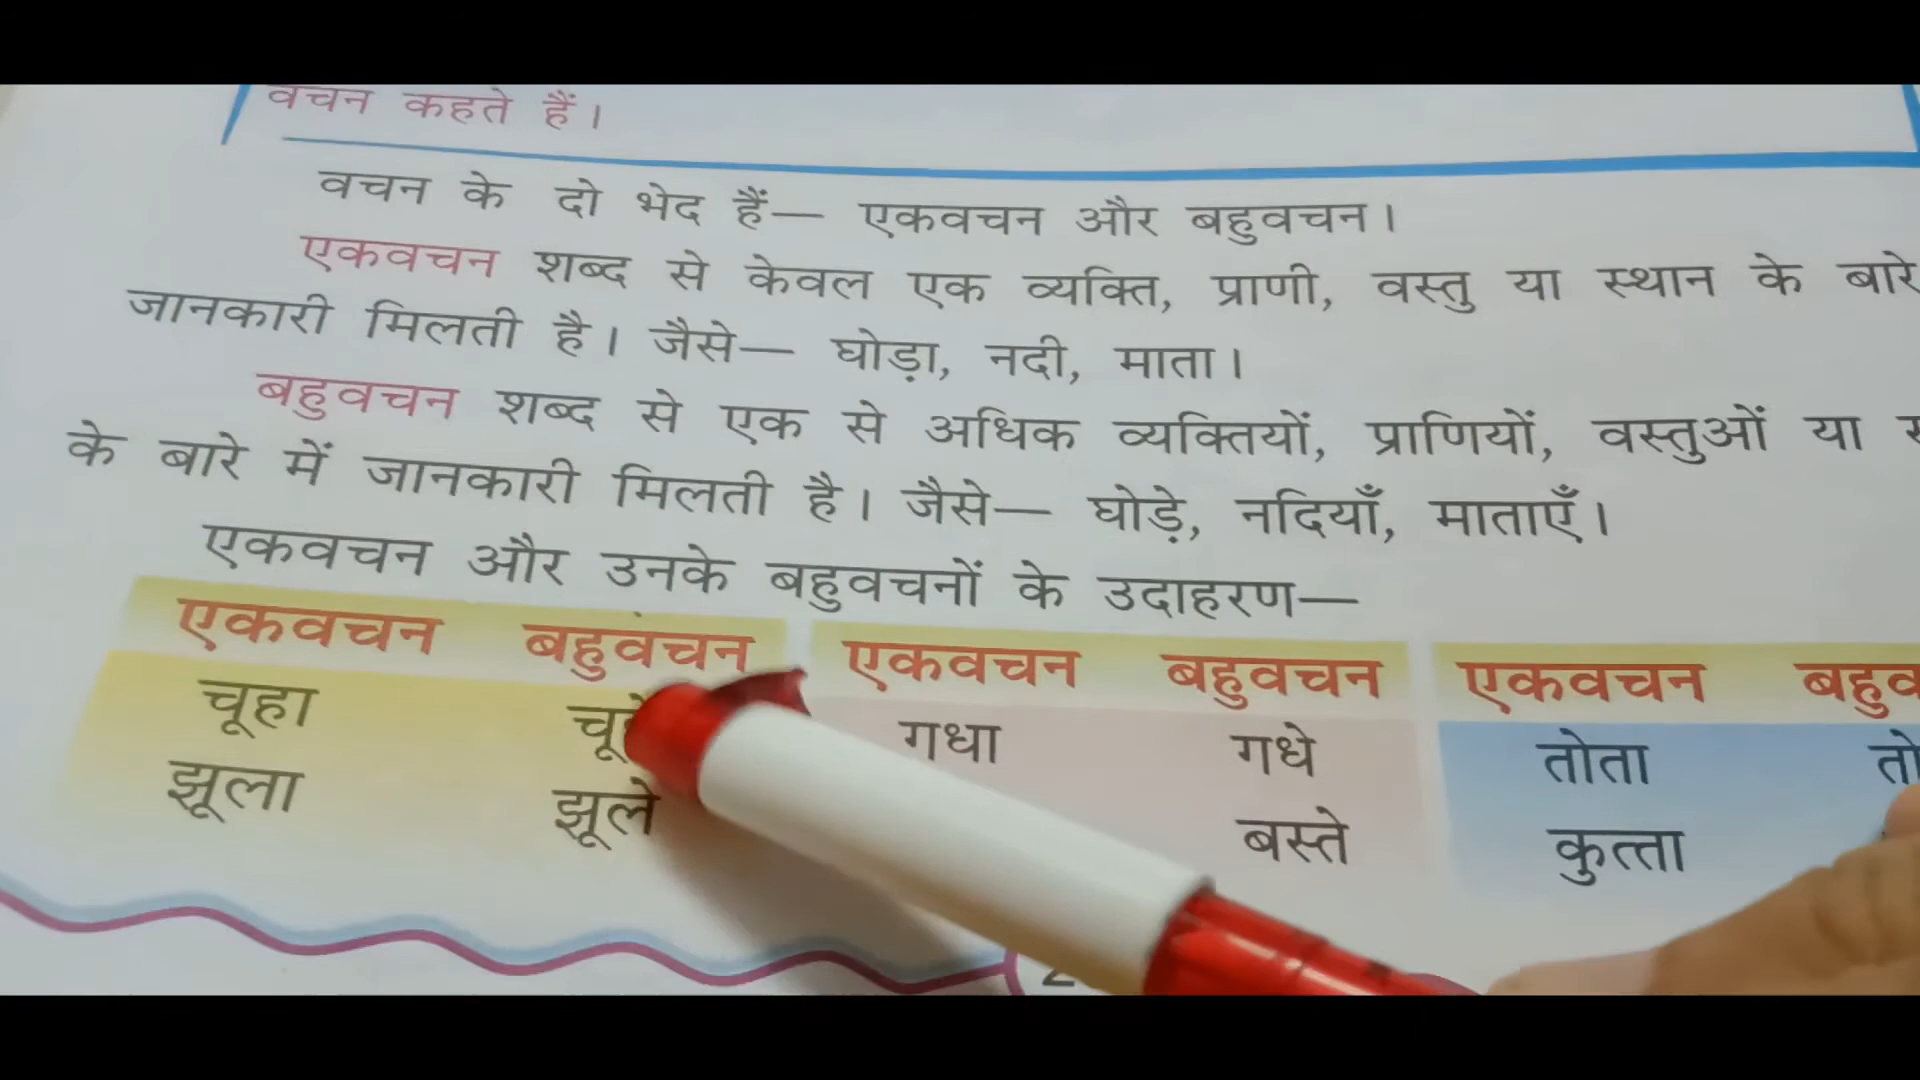 वचन कहते हैं।
वचन के दो भेद हैं— एकवचन और बहुवचन।
एकवचन शब्द से केवल एक व्यक्ति, प्राणी, वस्तु या स्थान के बारे
जानकारी मिलती है। जैसे— घोड़ा, नदी, माता।
बहुवचन शब्द से एक से अधिक व्यक्तियों, प्राणियों, वस्तुओं या
के बारे में जानकारी मिलती है। जैसे— घोड़े, नदियाँ, माताएँ।
एकवचन और उनके बहुवचनों के उदाहरण—
एकवचन बहुवचन एकवचन बहुवचन एकवचन
चूहा गधा गधे तोता
झूला झूले बस्ते कुत्ता